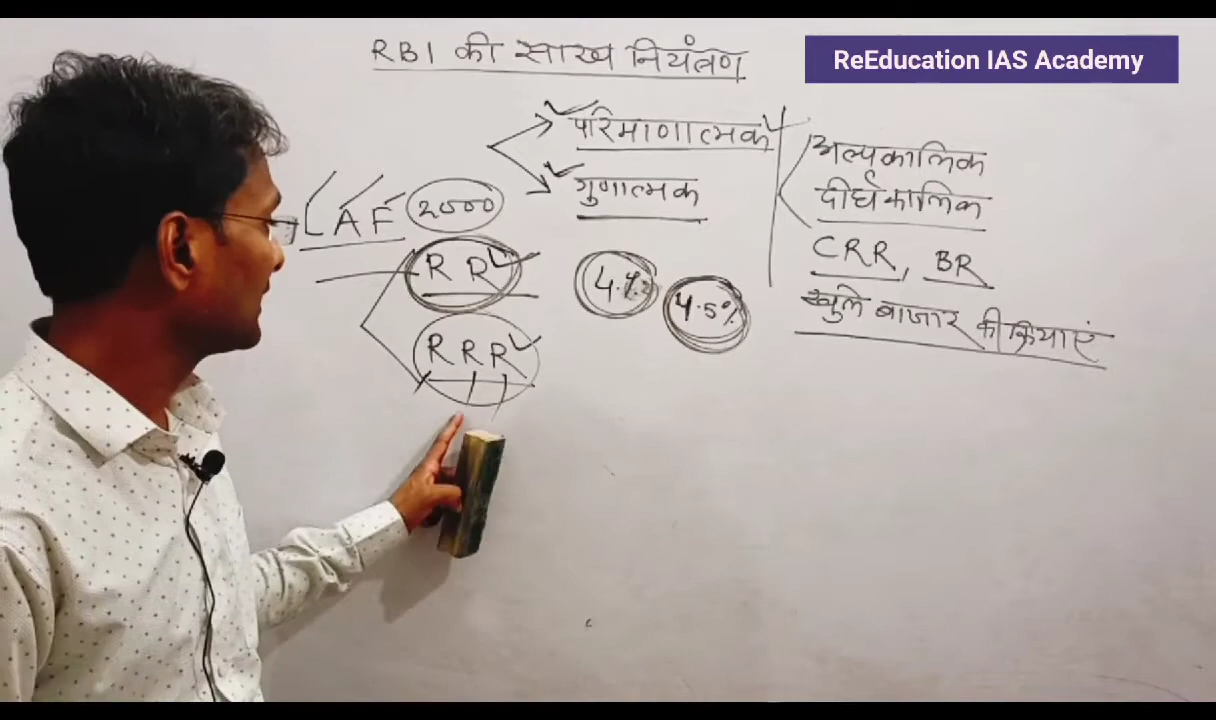 RBI की साख नियंत्रण
ReEducation IAS Academy
परिमाणात्मक
गुणात्मक
LAF 2000
RR
RRR
4.5%
अल्पकालिक
दीर्घकालिक
CRR, BR
खुले बाजार की क्रियाएं